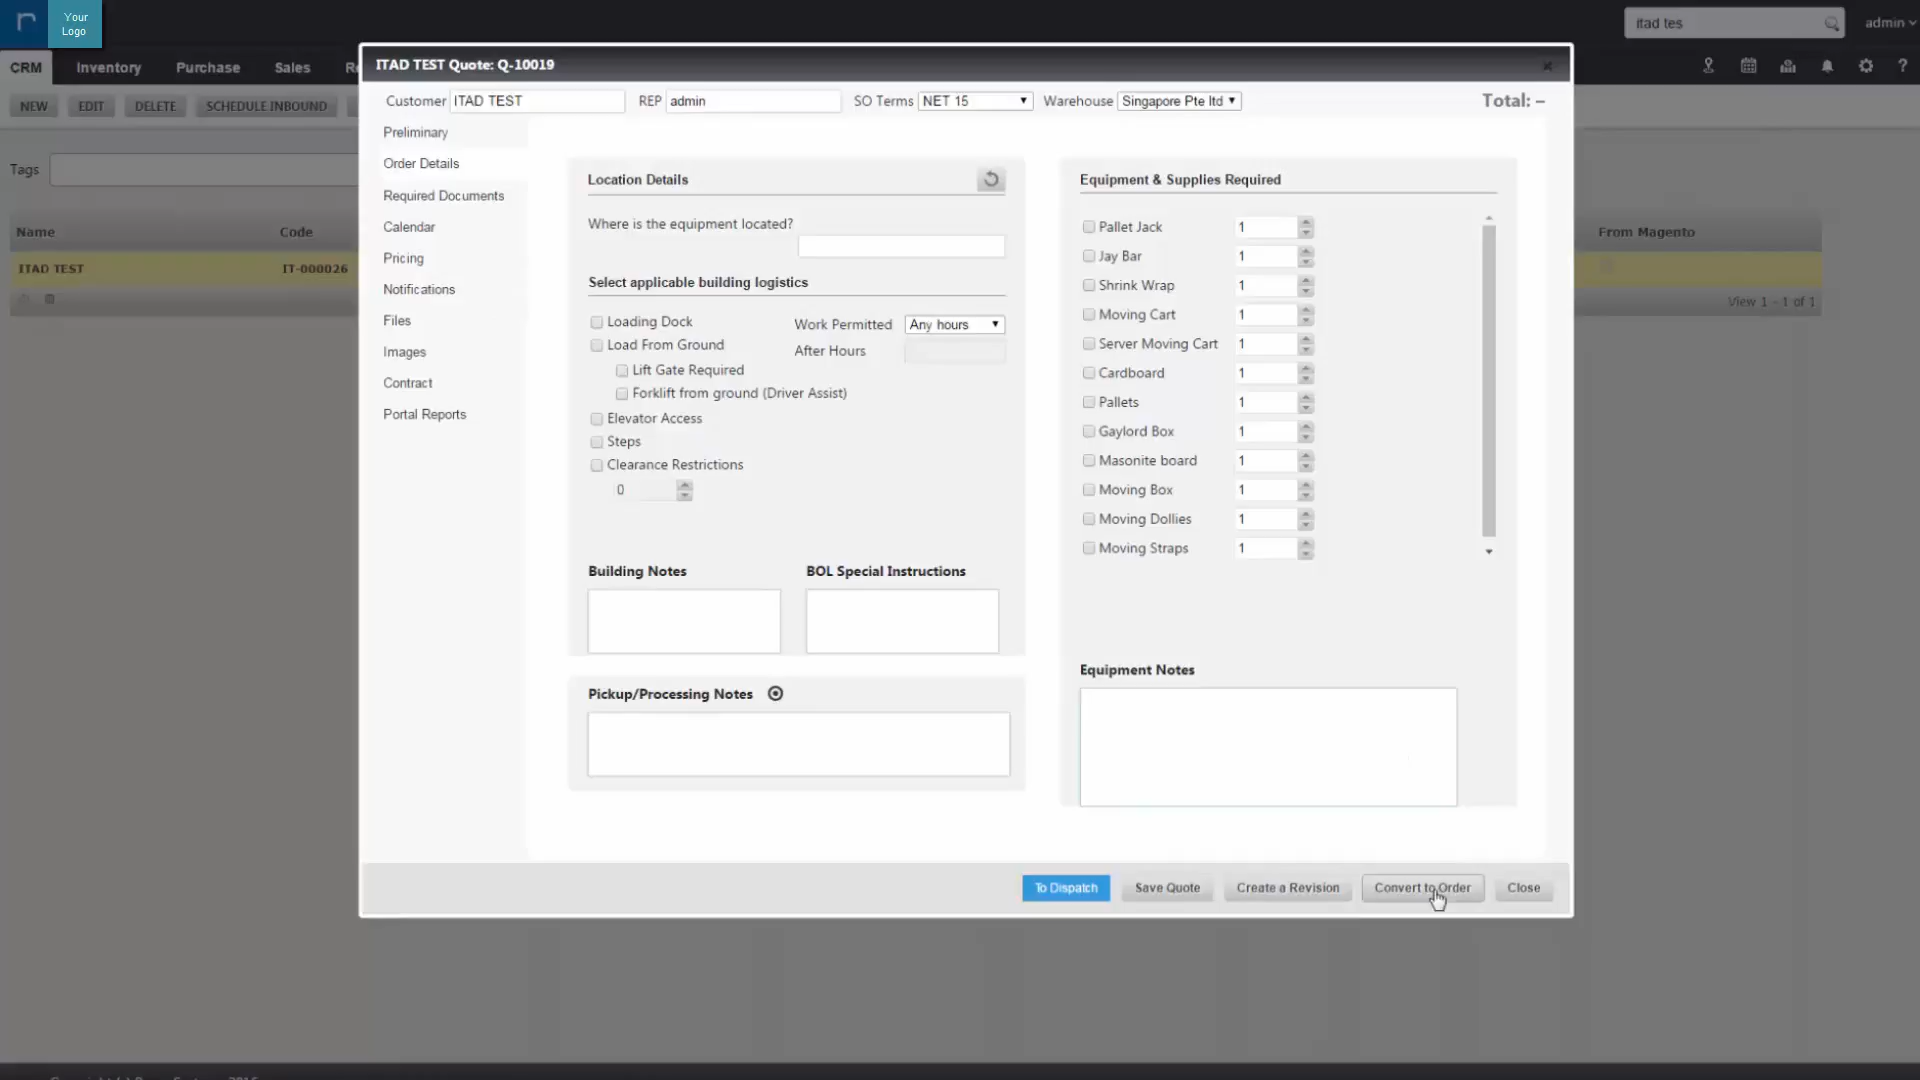 Your
Logo
itad tes
admin
CRM Inventory Purchase Sales
NEW EDIT DELETE SCHEDULE INBOUND
Tags
Name Code From Magento
ITAD TEST IT-000026
View 1 - 1 of 1
ITAD TEST Quote: Q-10019
Customer ITAD TEST REP admin SO Terms NET 15 Warehouse Singapore Pte ltd Total: –
Preliminary
Order Details
Required Documents
Calendar
Pricing
Notifications
Files
Images
Contract
Portal Reports
Location Details
Where is the equipment located?
Select applicable building logistics
Loading Dock
Load From Ground
Lift Gate Required
Forklift from ground (Driver Assist)
Elevator Access
Steps
Clearance Restrictions
0
Work Permitted Any hours
After Hours
Building Notes
BOL Special Instructions
Pickup/Processing Notes
Equipment & Supplies Required
Pallet Jack 1
Jay Bar 1
Shrink Wrap 1
Moving Cart 1
Server Moving Cart 1
Cardboard 1
Pallets 1
Gaylord Box 1
Masonite board 1
Moving Box 1
Moving Dollies 1
Moving Straps 1
Equipment Notes
To Dispatch Save Quote Create a Revision Convert to Order Close